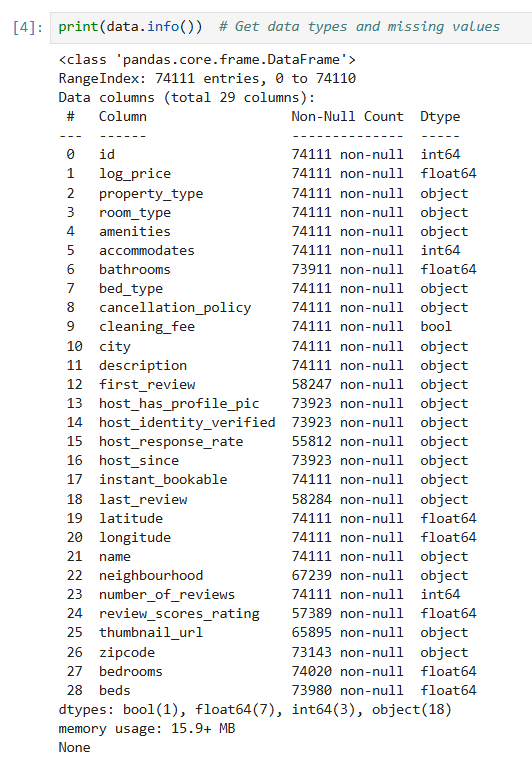 [4]: print(data.info())  # Get data types and missing values
<class 'pandas.core.frame.DataFrame'>
RangeIndex: 74111 entries, 0 to 74110
Data columns (total 29 columns):
 #   Column                  Non-Null Count  Dtype
---  ------                  --------------  -----
 0   id                      74111 non-null  int64
 1   log_price               74111 non-null  float64
 2   property_type           74111 non-null  object
 3   room_type               74111 non-null  object
 4   amenities               74111 non-null  object
 5   accommodates            74111 non-null  int64
 6   bathrooms               73911 non-null  float64
 7   bed_type                74111 non-null  object
 8   cancellation_policy     74111 non-null  object
 9   cleaning_fee            74111 non-null  bool
 10  city                    74111 non-null  object
 11  description             74111 non-null  object
 12  first_review            58247 non-null  object
 13  host_has_profile_pic    73923 non-null  object
 14  host_identity_verified  73923 non-null  object
 15  host_response_rate      55812 non-null  object
 16  host_since              73923 non-null  object
 17  instant_bookable        74111 non-null  object
 18  last_review             58284 non-null  object
 19  latitude                74111 non-null  float64
 20  longitude               74111 non-null  float64
 21  name                    74111 non-null  object
 22  neighbourhood           67239 non-null  object
 23  number_of_reviews       74111 non-null  int64
 24  review_scores_rating    57389 non-null  float64
 25  thumbnail_url           65895 non-null  object
 26  zipcode                 73143 non-null  object
 27  bedrooms                74020 non-null  float64
 28  beds                    73980 non-null  float64
dtypes: bool(1), float64(7), int64(3), object(18)
memory usage: 15.9+ MB
None